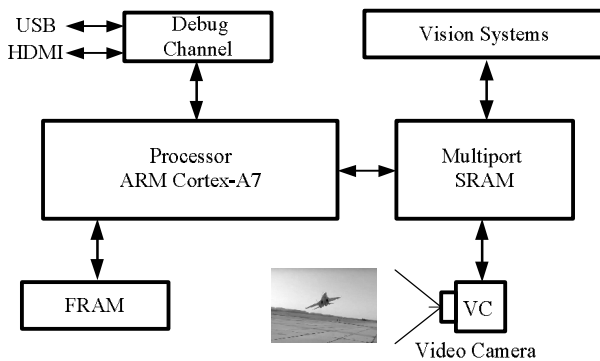 USB
HDMI
Debug
Channel
Vision Systems
Processor
ARM Cortex-A7
Multiport
SRAM
FRAM
VC
Video Camera